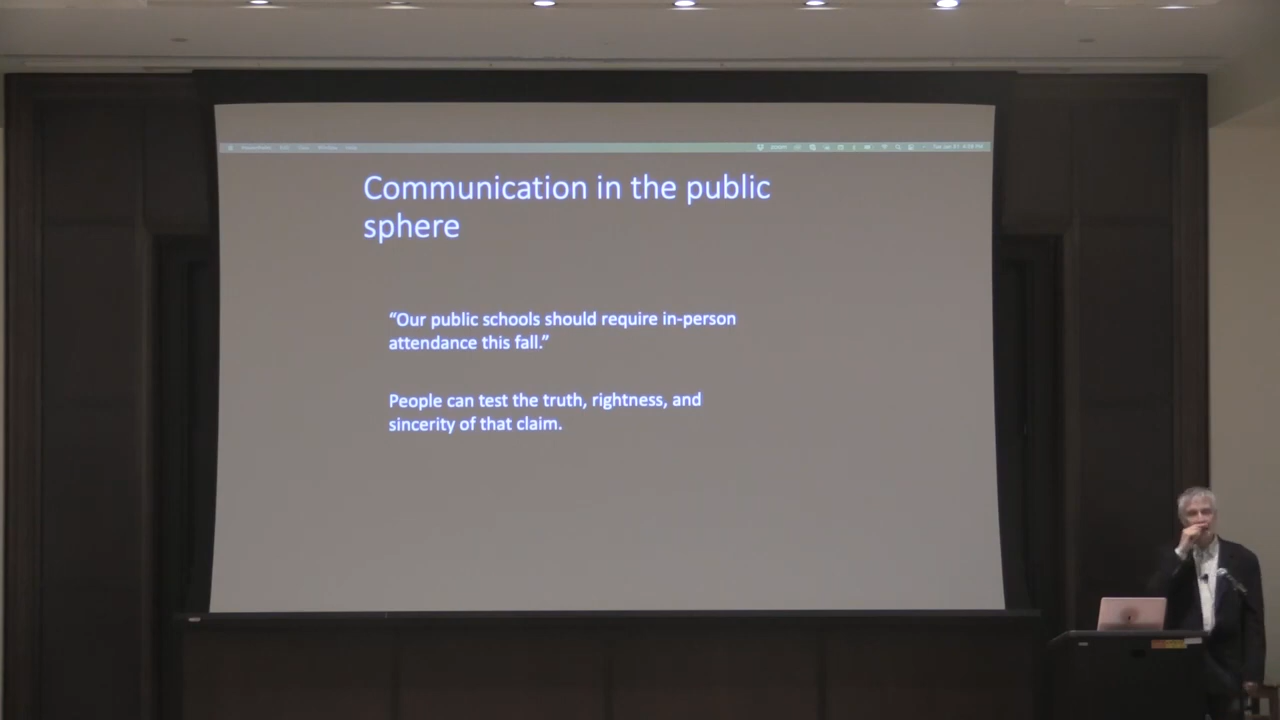 Communication in the public
sphere
“Our public schools should require in-person
attendance this fall.”
People can test the truth, rightness, and
sincerity of that claim.